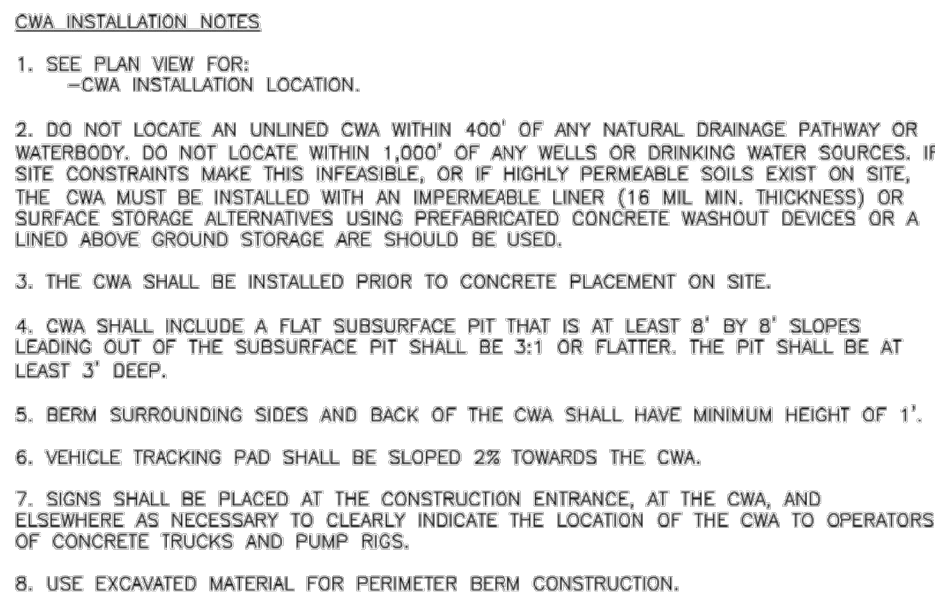 CWA INSTALLATION NOTES
1. SEE PLAN VIEW FOR:
-CWA INSTALLATION LOCATION.
2. DO NOT LOCATE AN UNLINED CWA WITHIN 400' OF ANY NATURAL DRAINAGE PATHWAY OR
WATERBODY. DO NOT LOCATE WITHIN 1,000' OF ANY WELLS OR DRINKING WATER SOURCES. IF
SITE CONSTRAINTS MAKE THIS INFEASIBLE, OR IF HIGHLY PERMEABLE SOILS EXIST ON SITE,
THE CWA MUST BE INSTALLED WITH AN IMPERMEABLE LINER (16 MIL MIN. THICKNESS) OR
SURFACE STORAGE ALTERNATIVES USING PREFABRICATED CONCRETE WASHOUT DEVICES OR A
LINED ABOVE GROUND STORAGE ARE SHOULD BE USED.
3. THE CWA SHALL BE INSTALLED PRIOR TO CONCRETE PLACEMENT ON SITE.
4. CWA SHALL INCLUDE A FLAT SUBSURFACE PIT THAT IS AT LEAST 8' BY 8' SLOPES
LEADING OUT OF THE SUBSURFACE PIT SHALL BE 3:1 OR FLATTER. THE PIT SHALL BE AT
LEAST 3' DEEP.
5. BERM SURROUNDING SIDES AND BACK OF THE CWA SHALL HAVE MINIMUM HEIGHT OF 1'.
6. VEHICLE TRACKING PAD SHALL BE SLOPED 2% TOWARDS THE CWA.
7. SIGNS SHALL BE PLACED AT THE CONSTRUCTION ENTRANCE, AT THE CWA, AND
ELSEWHERE AS NECESSARY TO CLEARLY INDICATE THE LOCATION OF THE CWA TO OPERATORS
OF CONCRETE TRUCKS AND PUMP RIGS.
8. USE EXCAVATED MATERIAL FOR PERIMETER BERM CONSTRUCTION.